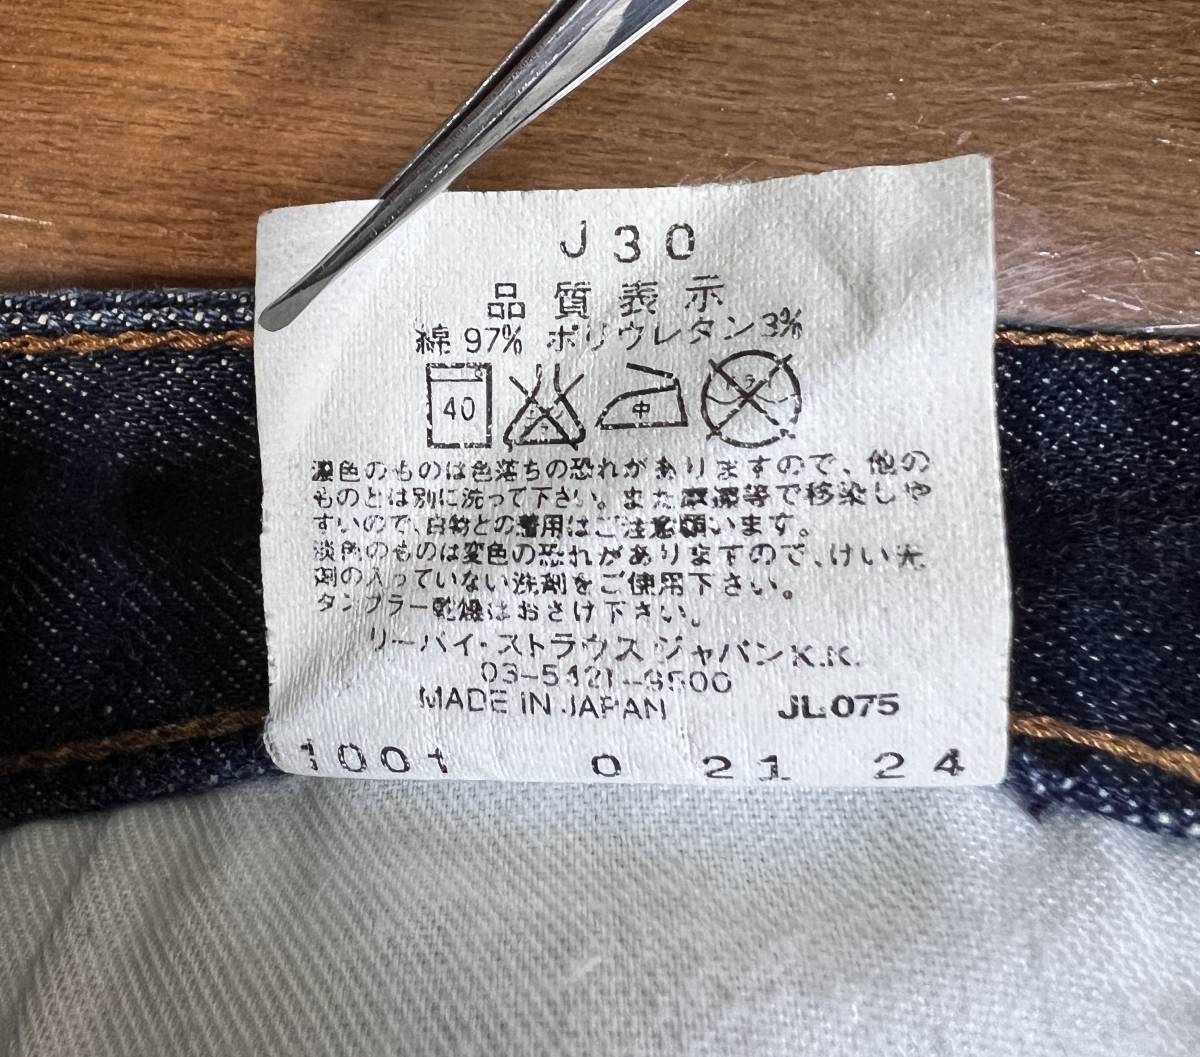 J30
品質表示
綿 97% ポリウレタン 3%
40 中
濃色のものは色落ちの恐れがありますので、他の
ものとは別に洗って下さい。また摩擦等で移染しや
すいので、白物との着用はご注意願います。
淡色のものは変色の恐れがありますので、けい光
剤の入っていない洗剤をご使用下さい。
タンブラー乾燥はおさけ下さい。
リーバイ・ストラウス ジャパンK.K.
MADE IN JAPAN JL075
1001 0 21 24